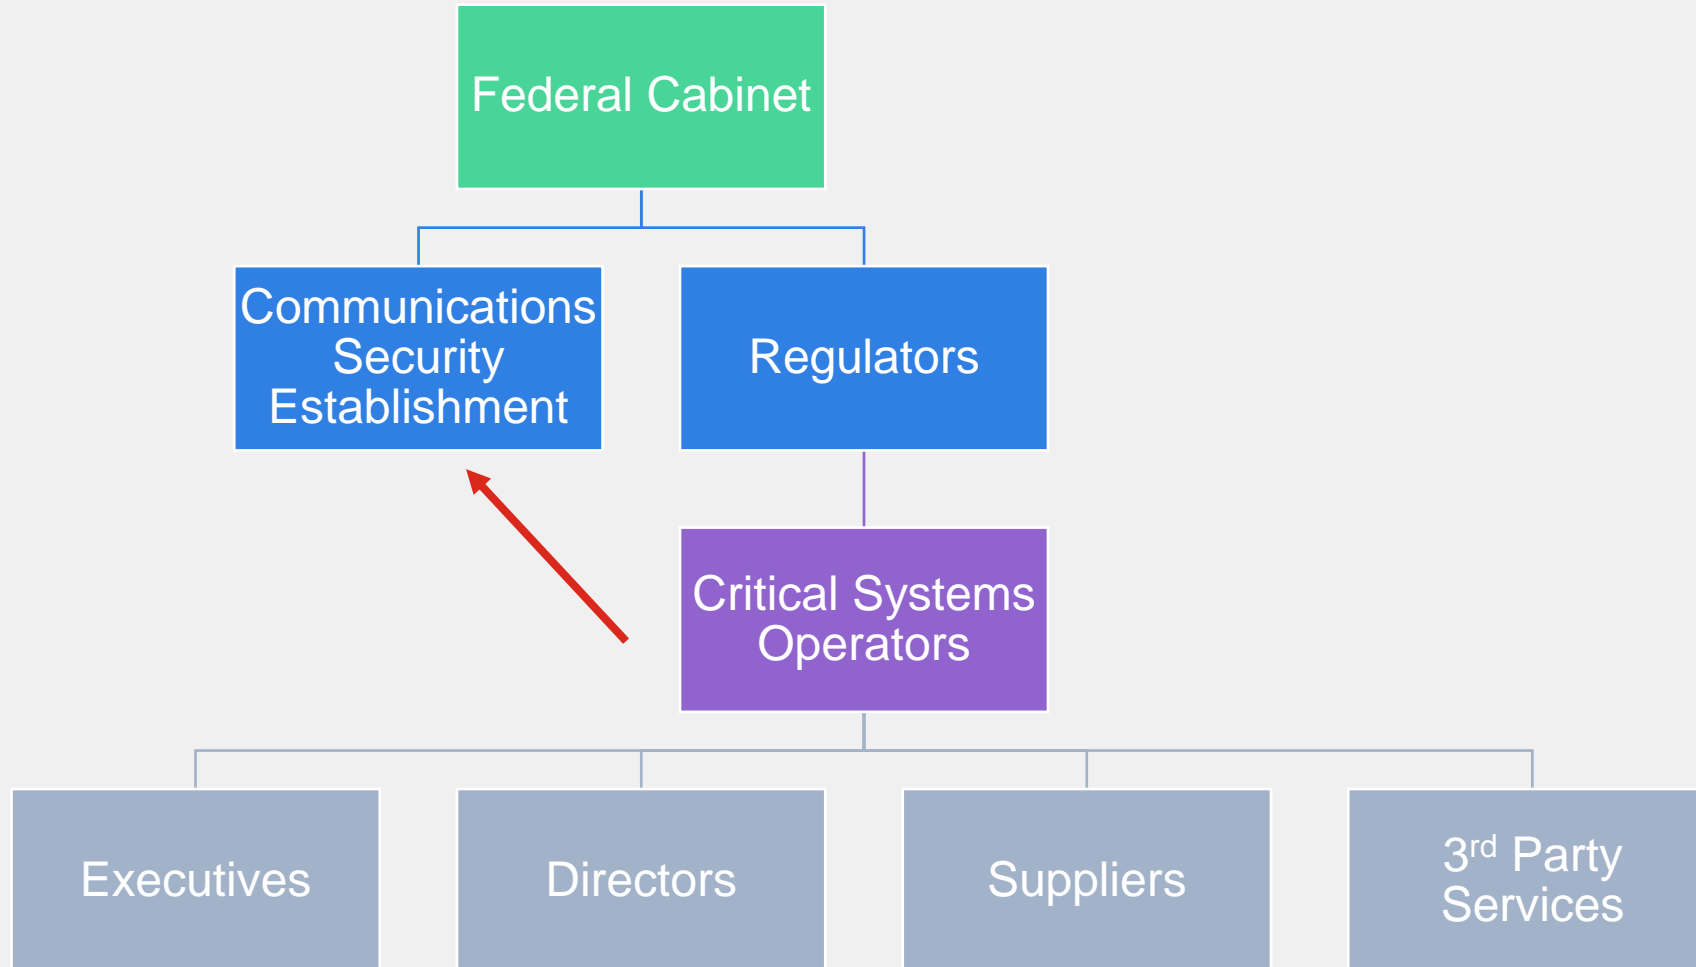 Federal Cabinet
Communications
Security
Establishment
Regulators
Critical Systems
Operators
Executives
Directors
Suppliers
3rd Party
Services